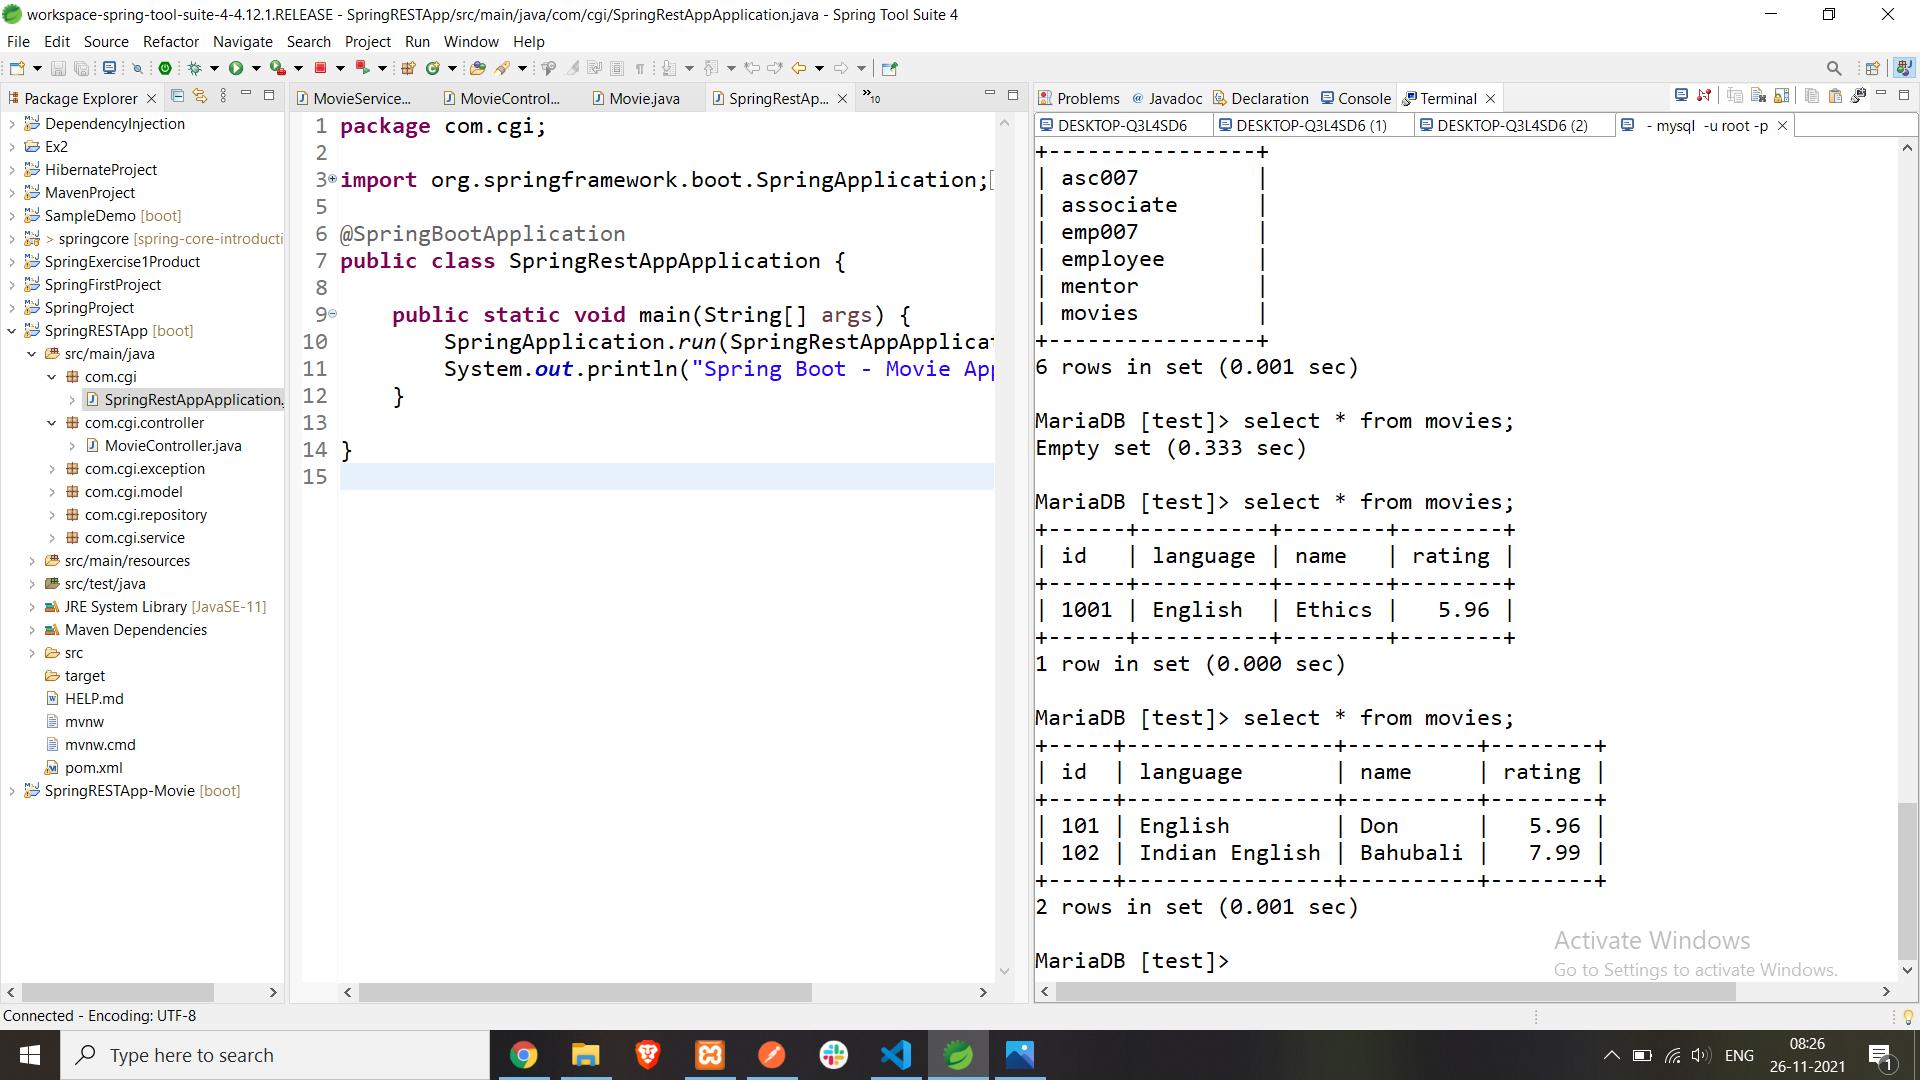 workspace-spring-tool-suite-4-4.12.1.RELEASE - SpringRESTApp/src/main/java/com/cgi/SpringRestAppApplication.java - Spring Tool Suite 4
File Edit Source Refactor Navigate Search Project Run Window Help
Package Explorer
DependencyInjection
Ex2
HibernateProject
MavenProject
SampleDemo [boot]
> springcore [spring-core-introducti
SpringExercise1Product
SpringFirstProject
SpringProject
SpringRESTApp [boot]
src/main/java
com.cgi
SpringRestAppApplication.
com.cgi.controller
MovieController.java
com.cgi.exception
com.cgi.model
com.cgi.repository
com.cgi.service
src/main/resources
src/test/java
JRE System Library [JavaSE-11]
Maven Dependencies
src
target
HELP.md
mvnw
mvnw.cmd
pom.xml
SpringRESTApp-Movie [boot]
MovieService... MovieControl... Movie.java SpringRestAp... »10
1 package com.cgi;
2
3 import org.springframework.boot.SpringApplication;
5
6 @SpringBootApplication
7 public class SpringRestAppApplication {
8
9 public static void main(String[] args) {
10 SpringApplication.run(SpringRestAppApplicat
11 System.out.println("Spring Boot - Movie App
12 }
13
14 }
15
Problems @ Javadoc Declaration Console Terminal
DESKTOP-Q3L4SD6 DESKTOP-Q3L4SD6 (1) DESKTOP-Q3L4SD6 (2) - mysql -u root -p
+----------------+
| asc007         |
| associate      |
| emp007         |
| employee       |
| mentor         |
| movies         |
+----------------+
6 rows in set (0.001 sec)
MariaDB [test]> select * from movies;
Empty set (0.333 sec)
MariaDB [test]> select * from movies;
+------+----------+--------+--------+
| id   | language | name   | rating |
+------+----------+--------+--------+
| 1001 | English  | Ethics |   5.96 |
+------+----------+--------+--------+
1 row in set (0.000 sec)
MariaDB [test]> select * from movies;
+-----+----------------+----------+--------+
| id  | language       | name     | rating |
+-----+----------------+----------+--------+
| 101 | English        | Don      |   5.96 |
| 102 | Indian English | Bahubali |   7.99 |
+-----+----------------+----------+--------+
2 rows in set (0.001 sec)
MariaDB [test]>
Activate Windows
Go to Settings to activate Windows.
Connected - Encoding: UTF-8
Type here to search
ENG
08:26
26-11-2021
1